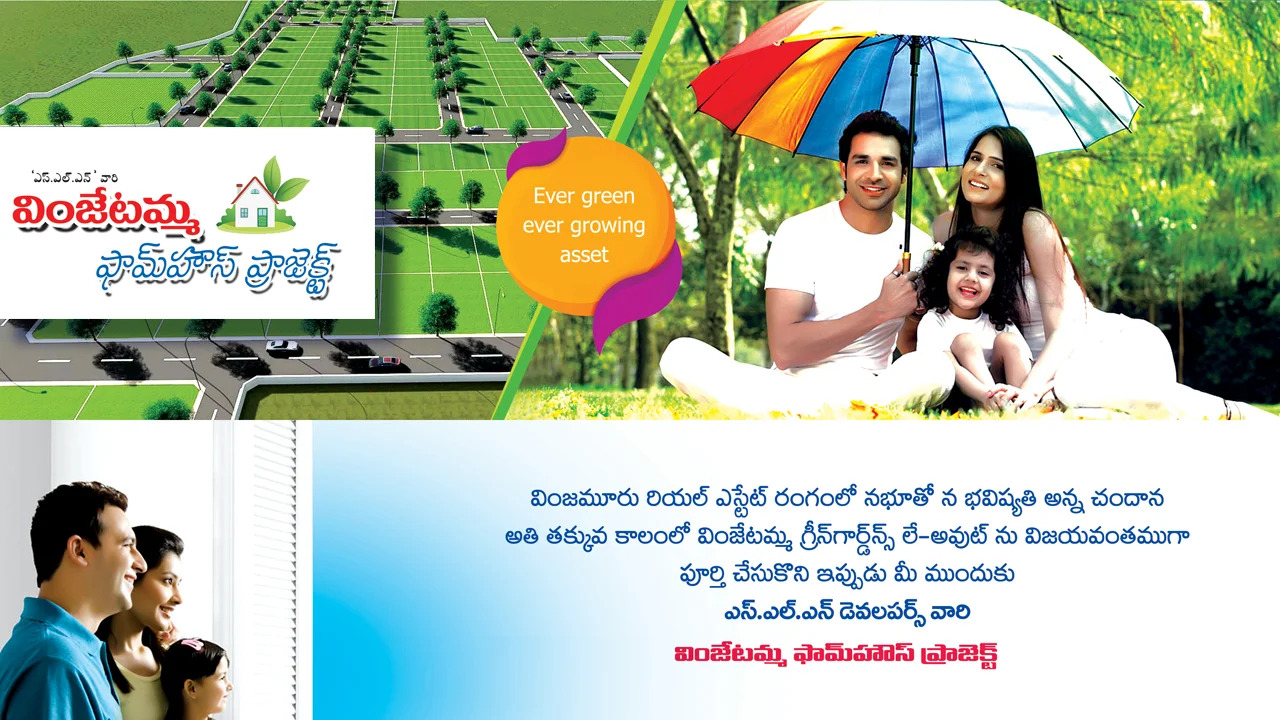 'ఎస్.ఎల్.ఎన్' వారి
వింజేటమ్మ
ఫామ్‌హౌస్ ప్రాజెక్ట్
Ever green
ever growing
asset
వింజమూరు రియల్ ఎస్టేట్ రంగంలో నభూతో న భవిష్యతి అన్న చందాన
అతి తక్కువ కాలంలో వింజేటమ్మ గ్రీన్‌గార్డెన్స్ లే-అవుట్ ను విజయవంతముగా
పూర్తి చేసుకొని ఇప్పుడు మీ ముందుకు
ఎస్.ఎల్.ఎన్ డెవలపర్స్ వారి
వింజేటమ్మ ఫామ్‌హౌస్ ప్రాజెక్ట్